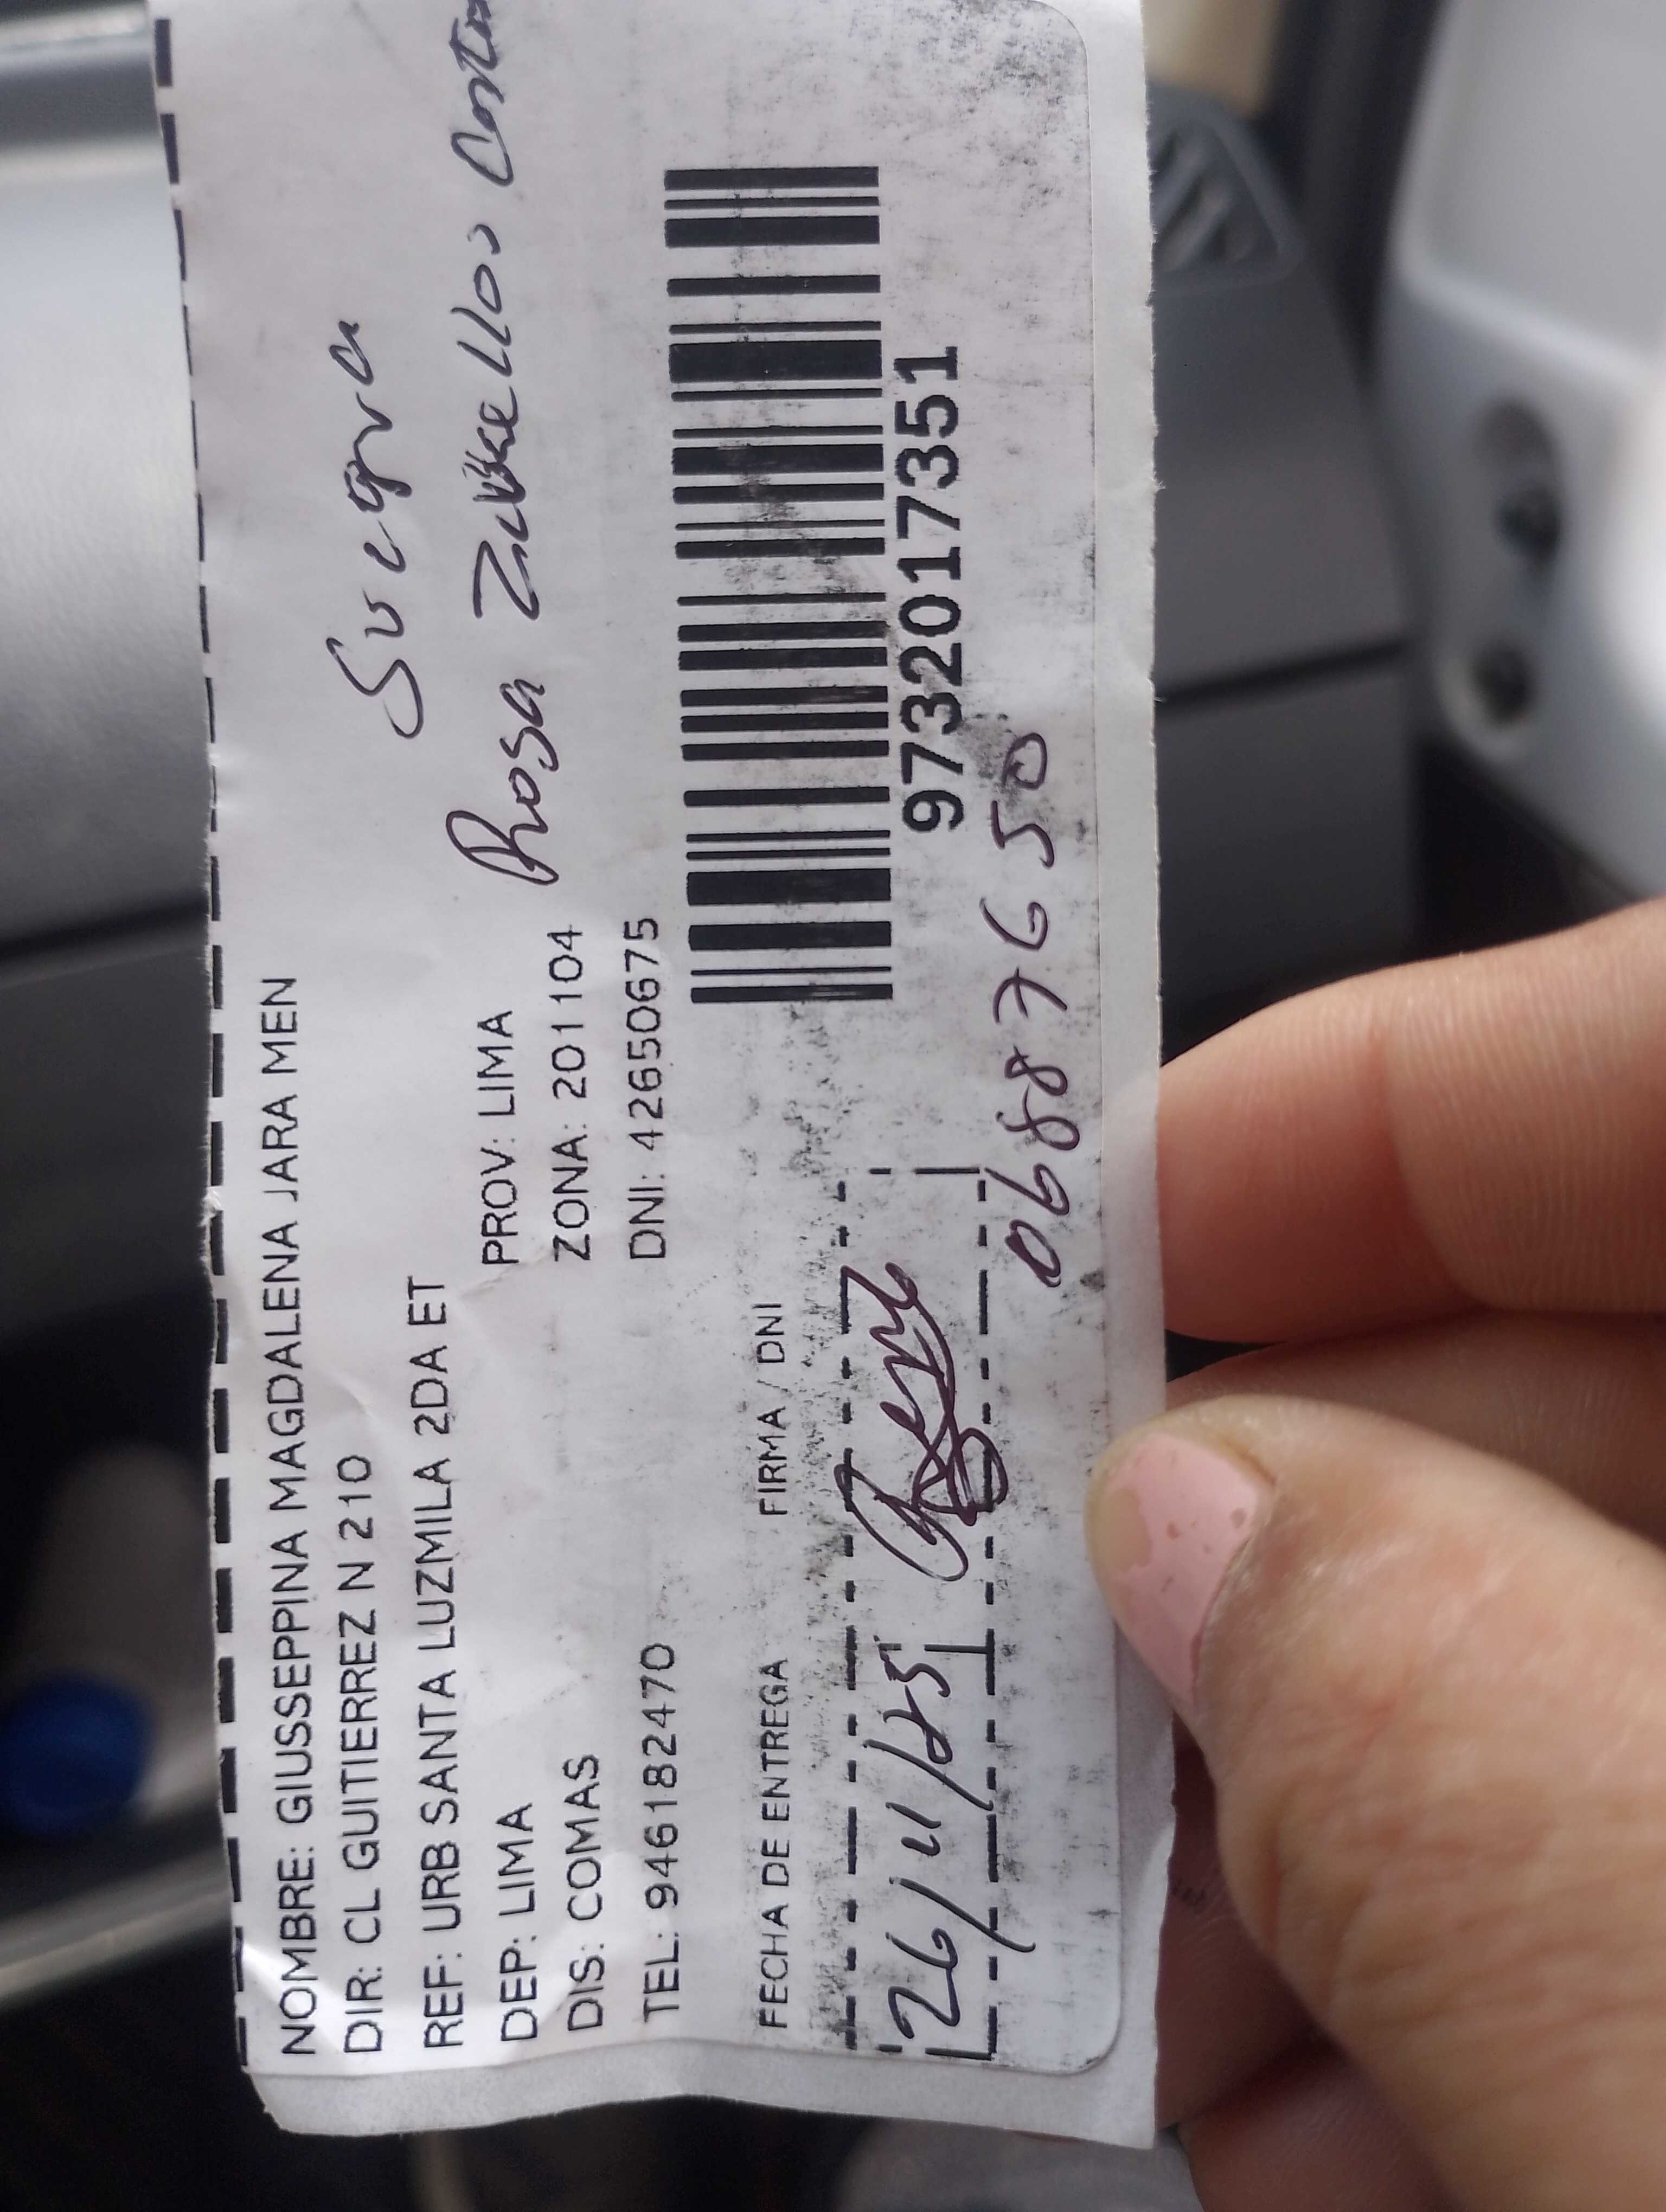 NOMBRE: GIUSSEPPINA MAGDALENA JARA MEN
DIR: CL GUITIERREZ N 210
Suegra
REF: URB SANTA LUZMILA 2DA ET
Rosa
DEP: LIMA PROV: LIMA
DIS: COMAS ZONA: 201104
TEL: 946182470 DNI: 42650675
FECHA DE ENTREGA FIRMA / DNI
26/11/25
9732017351
06887650